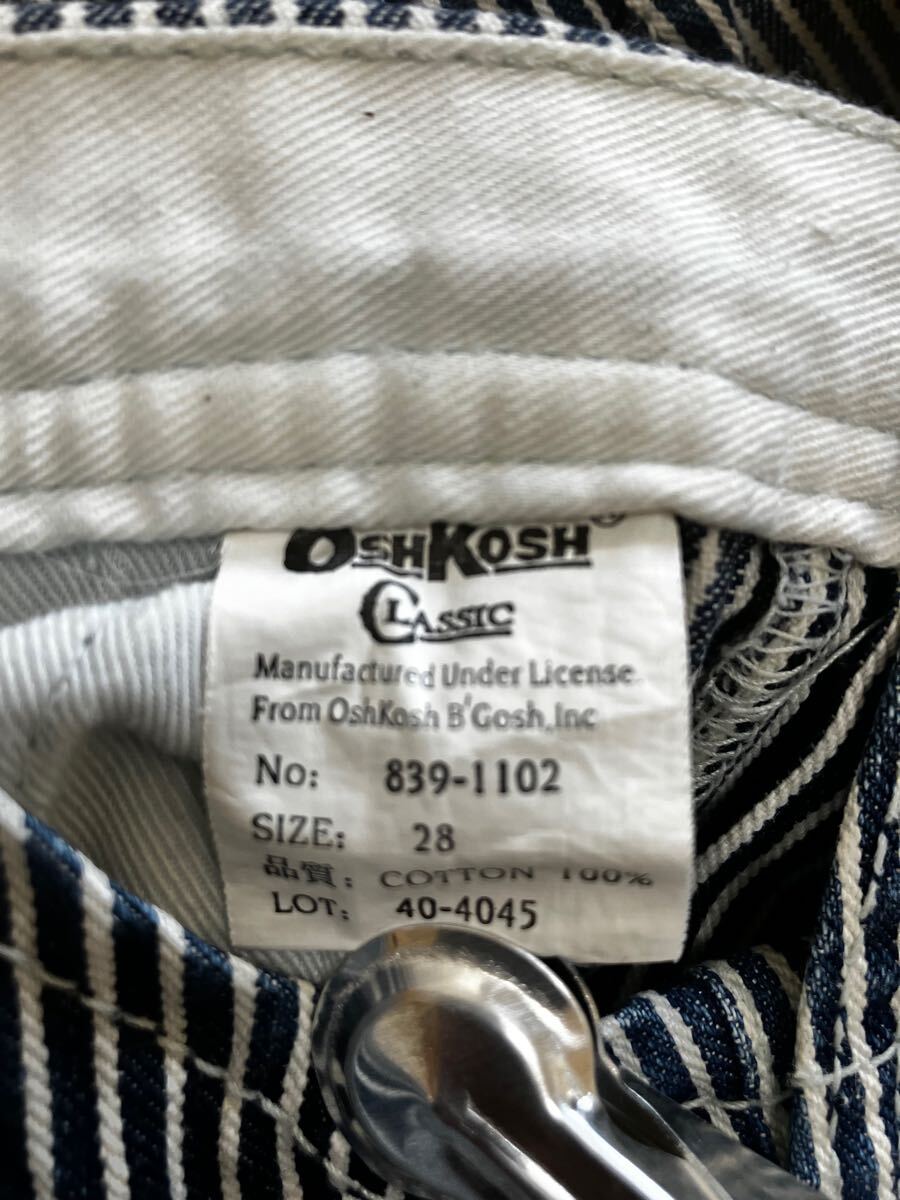 OSHKOSH®
CLASSIC
Manufactured Under License
From OshKosh B'Gosh,Inc
No: 839-1102
SIZE: 28
品質: COTTON 100%
LOT: 40-4045